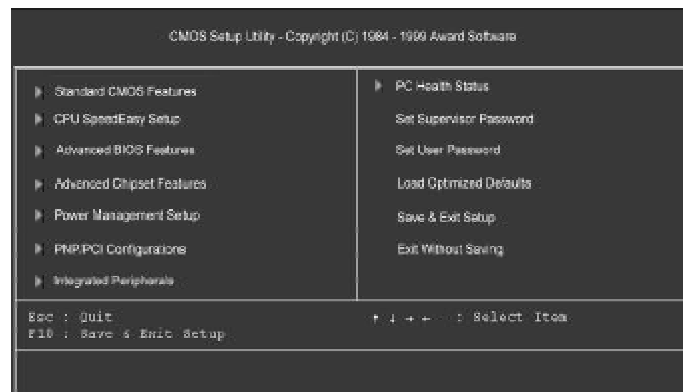 CMOS Setup Utility - Copyright (C) 1984 - 1999 Award Software
Standard CMOS Features
CPU SpeedEasy Setup
Advanced BIOS Features
Advanced Chipset Features
Power Management Setup
PNP/PCI Configurations
Integrated Peripherals
PC Health Status
Set Supervisor Password
Set User Password
Load Optimized Defaults
Save & Exit Setup
Exit Without Saving
Esc : Quit
F10 : Save & Exit Setup
↑ ↓ → ← : Select Item